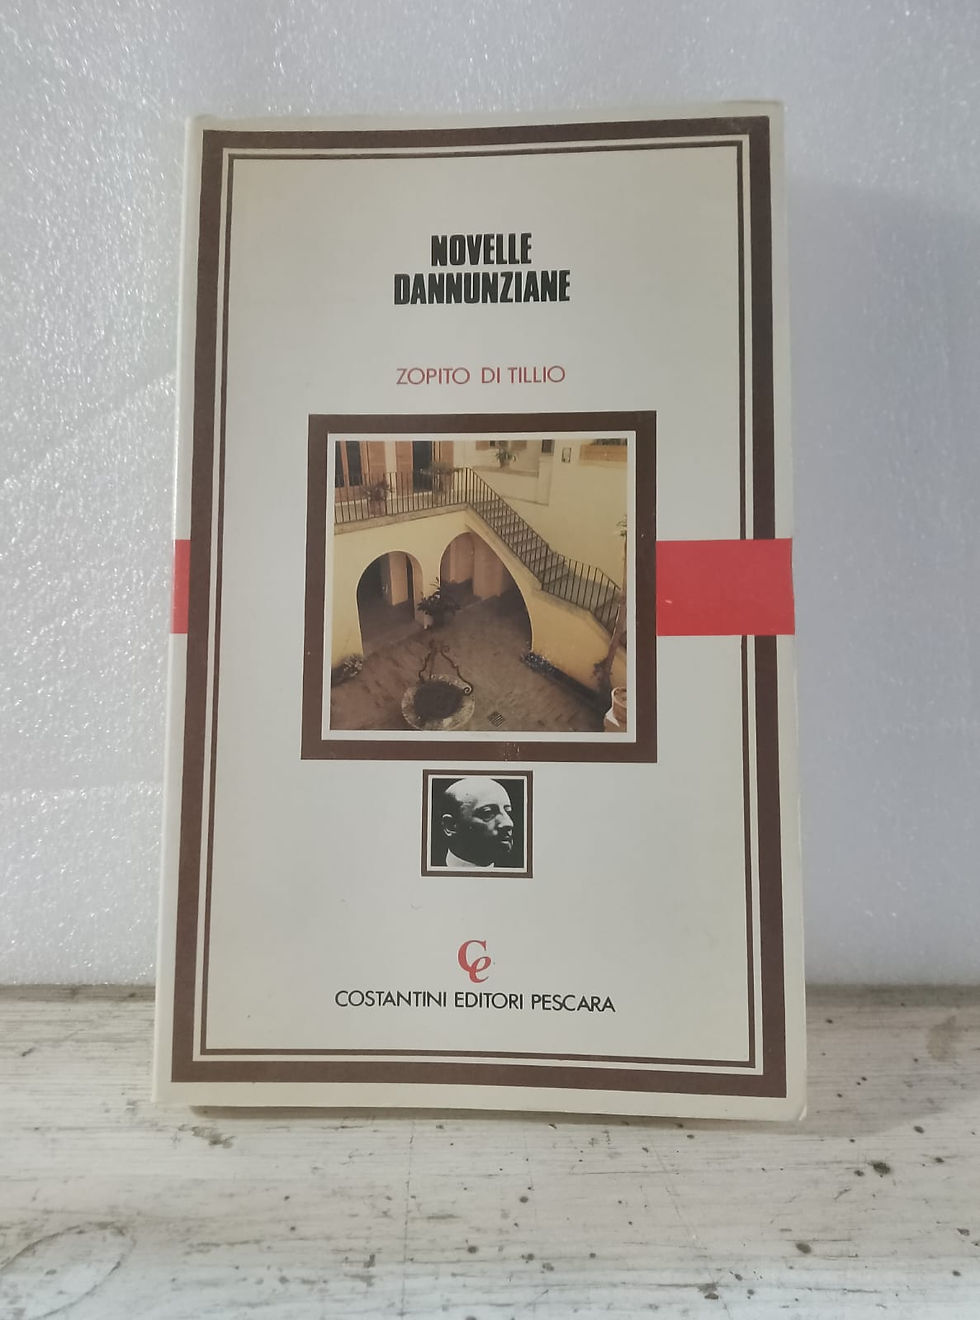 NOVELLE
DANNUNZIANE
ZOPITO DI TILLIO
Ce
COSTANTINI EDITORI PESCARA